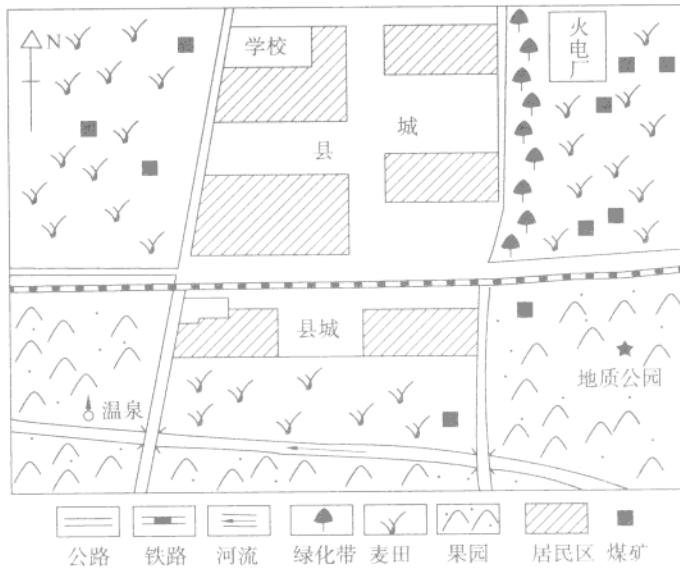 N
学校
火电厂
县
城
县城
地质公园
温泉
公路 铁路 河流 绿化带 麦田 果园 居民区 煤矿